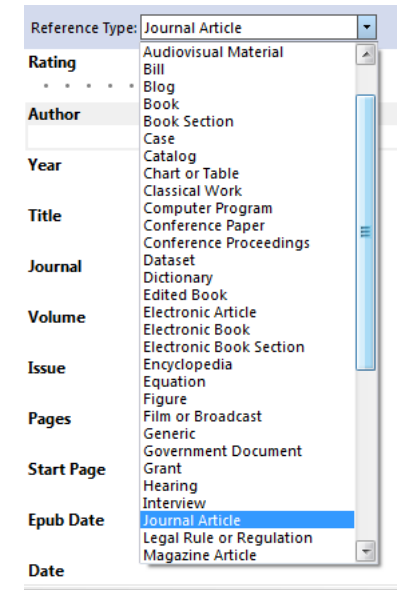 Reference Type: Journal Article
Rating
Author
Year
Title
Journal
Volume
Issue
Pages
Start Page
Epub Date
Date
Audiovisual Material
Bill
Blog
Book
Book Section
Case
Catalog
Chart or Table
Classical Work
Computer Program
Conference Paper
Conference Proceedings
Dataset
Dictionary
Edited Book
Electronic Article
Electronic Book
Electronic Book Section
Encyclopedia
Equation
Figure
Film or Broadcast
Generic
Government Document
Grant
Hearing
Interview
Journal Article
Legal Rule or Regulation
Magazine Article